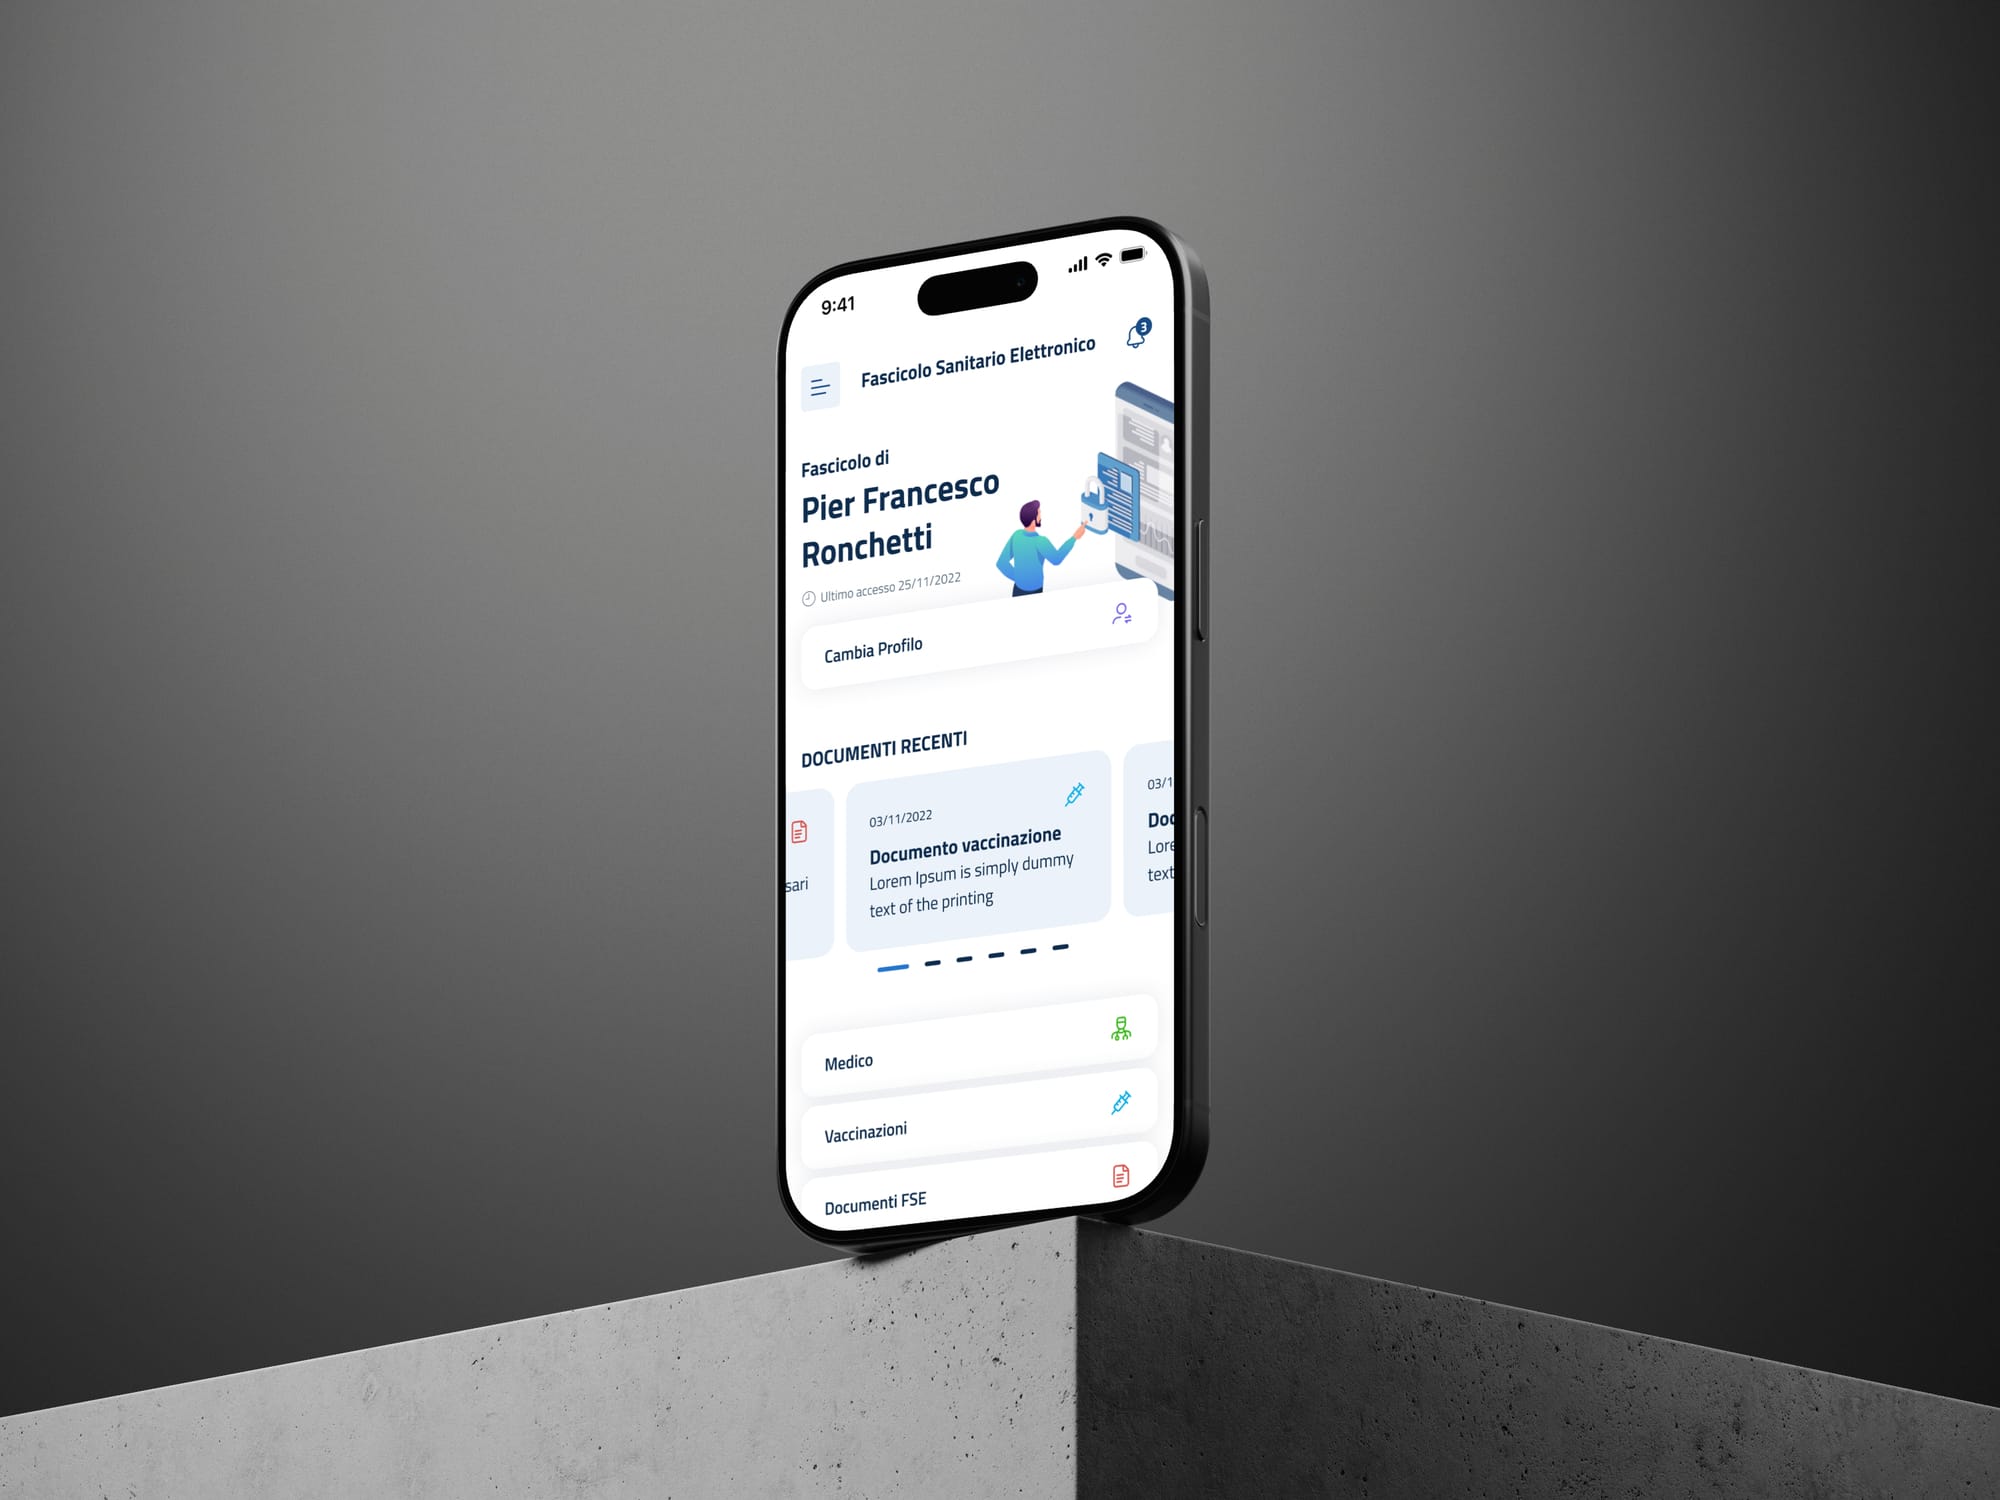 9:41
3
Fascicolo Sanitario Elettronico
Fascicolo di
Pier Francesco
Ronchetti
Ultimo accesso 25/11/2022
Cambia Profilo
DOCUMENTI RECENTI
sari
03/11/2022
Documento vaccinazione
Lorem Ipsum is simply dummy
text of the printing
03/1
Doc
Lore
text
Medico
Vaccinazioni
Documenti FSE